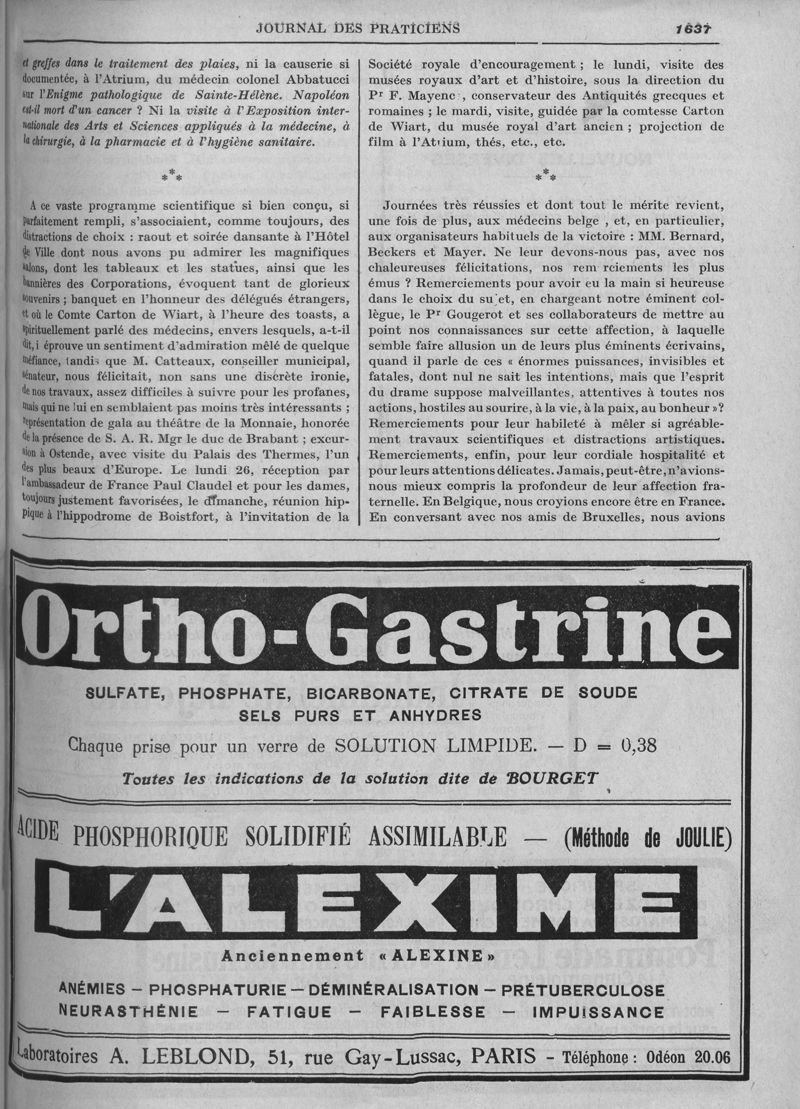 JOURNAL DES PRATICIENS
1637
et greffes dans le traitement des plaies, ni la causerie si
documentée, à l'Atrium, du médecin colonel Abbatucci
sur l'Enigme pathologique de Sainte-Hélène. Napoléon
est-il mort d'un cancer ? Ni la visite à l'Exposition inter-
nationale des Arts et Sciences appliqués à la médecine, à
la chirurgie, à la pharmacie et à l'hygiène sanitaire.
***
A ce vaste programme scientifique si bien conçu, si
parfaitement rempli, s'associaient, comme toujours, des
distractions de choix : raout et soirée dansante à l'Hôtel
de Ville dont nous avons pu admirer les magnifiques
salons, dont les tableaux et les statues, ainsi que les
bannières des Corporations, évoquent tant de glorieux
souvenirs ; banquet en l'honneur des délégués étrangers,
et où le Comte Carton de Wiart, à l'heure des toasts, a
spirituellement parlé des médecins, envers lesquels, a-t-il
dit, i éprouve un sentiment d'admiration mêlé de quelque
méfiance, tandis que M. Catteaux, conseiller municipal,
sénateur, nous félicitait, non sans une discrète ironie,
de nos travaux, assez difficiles à suivre pour les profanes,
mais qui ne lui en semblaient pas moins très intéressants ;
représentation de gala au théâtre de la Monnaie, honorée
de la présence de S. A. R. Mgr le duc de Brabant ; excur-
sion à Ostende, avec visite du Palais des Thermes, l'un
des plus beaux d'Europe. Le lundi 26, réception par
l'ambassadeur de France Paul Claudel et pour les dames,
toujours justement favorisées, le dimanche, réunion hip-
pique à l'hippodrome de Boistfort, à l'invitation de la
Société royale d'encouragement ; le lundi, visite des
musées royaux d'art et d'histoire, sous la direction du
Pr F. Mayenc , conservateur des Antiquités grecques et
romaines ; le mardi, visite, guidée par la comtesse Carton
de Wiart, du musée royal d'art ancien ; projection de
film à l'Atrium, thés, etc., etc.
***
Journées très réussies et dont tout le mérite revient,
une fois de plus, aux médecins belge , et, en particulier,
aux organisateurs habituels de la victoire : MM. Bernard,
Beckers et Mayer. Ne leur devons-nous pas, avec nos
chaleureuses félicitations, nos rem rciements les plus
émus ? Remerciements pour avoir eu la main si heureuse
dans le choix du sujet, en chargeant notre éminent col-
lègue, le Pr Gougerot et ses collaborateurs de mettre au
point nos connaissances sur cette affection, à laquelle
semble faire allusion un de leurs plus éminents écrivains,
quand il parle de ces « énormes puissances, invisibles et
fatales, dont nul ne sait les intentions, mais que l'esprit
du drame suppose malveillantes, attentives à toutes nos
actions, hostiles au sourire, à la vie, à la paix, au bonheur »?
Remerciements pour leur habileté à mêler si agréable-
ment travaux scientifiques et distractions artistiques.
Remerciements, enfin, pour leur cordiale hospitalité et
pour leurs attentions délicates. Jamais, peut-être, n'avions-
nous mieux compris la profondeur de leur affection fra-
ternelle. En Belgique, nous croyions encore être en France.
En conversant avec nos amis de Bruxelles, nous avions
Ortho-Gastrine
SULFATE, PHOSPHATE, BICARBONATE, CITRATE DE SOUDE
SELS PURS ET ANHYDRES
Chaque prise pour un verre de SOLUTION LIMPIDE. — D = 0,38
Toutes les indications de la solution dite de BOURGET
ACIDE PHOSPHORIQUE SOLIDIFIÉ ASSIMILABLE — (Méthode de JOULIE)
L'ALEXIME
Anciennement « ALEXINE »
ANÉMIES — PHOSPHATURIE — DÉMINÉRALISATION — PRÉTUBERCULOSE
NEURASTHÉNIE — FATIGUE — FAIBLESSE — IMPUISSANCE
Laboratoires A. LEBLOND, 51, rue Gay-Lussac, PARIS - Téléphone : Odéon 20.06